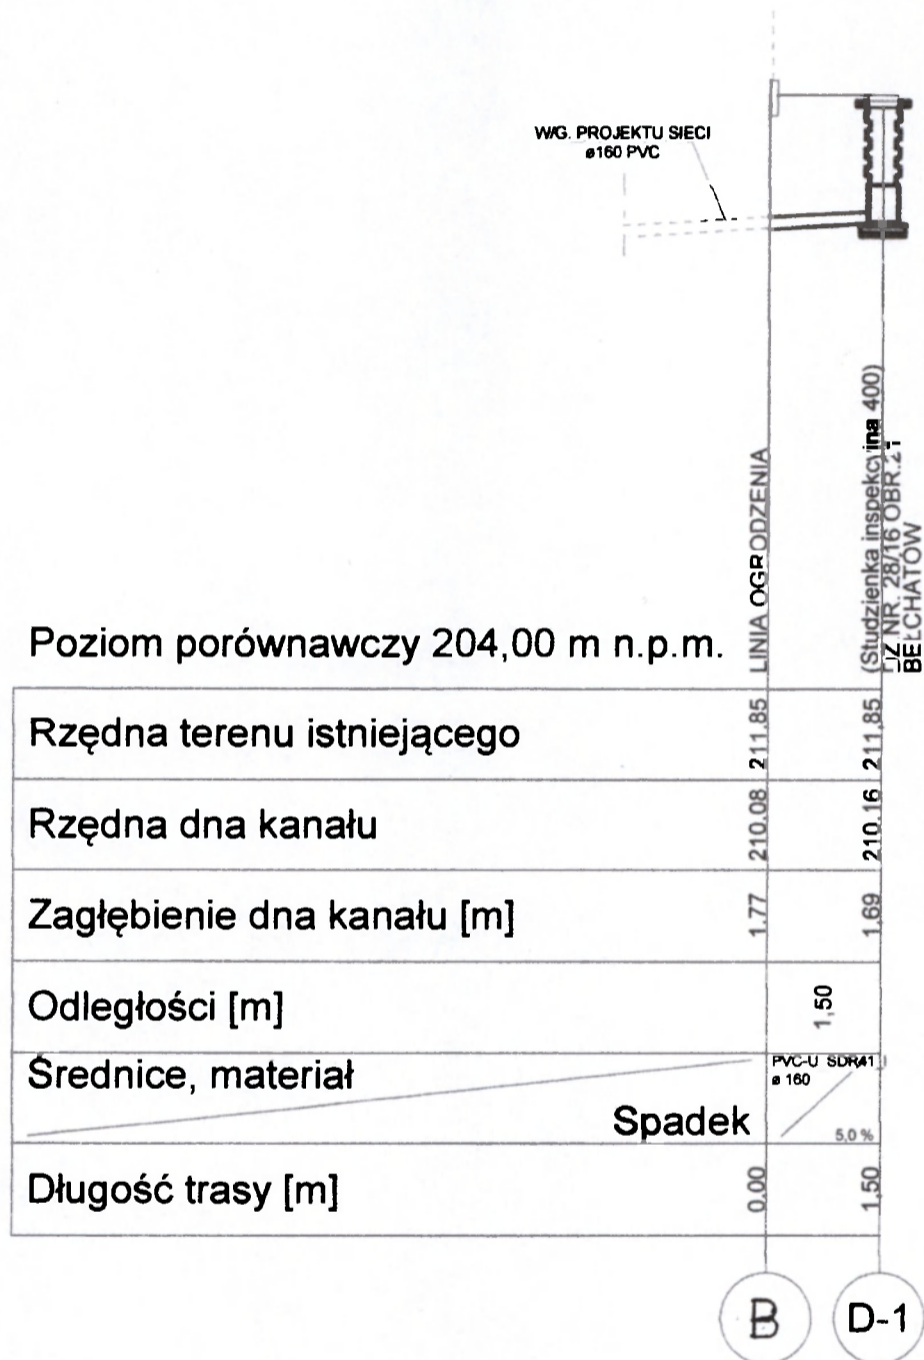 W/G. PROJEKTU SIECI
ø160 PVC
LINIA OGRODZENIA
(Studzienka inspekcyjna 400)
DZ NR. 28/16 OBR.21
BEŁCHATÓW
Poziom porównawczy 204,00 m n.p.m.
Rzędna terenu istniejącego 211,85 211,85
Rzędna dna kanału 210.08 210.16
Zagłębienie dna kanału [m] 1.77 1,69
Odległości [m] 1,50
Średnice, materiał PVC-U SDR41
ø 160
Spadek 5,0 %
Długość trasy [m] 0.00 1,50
B D-1